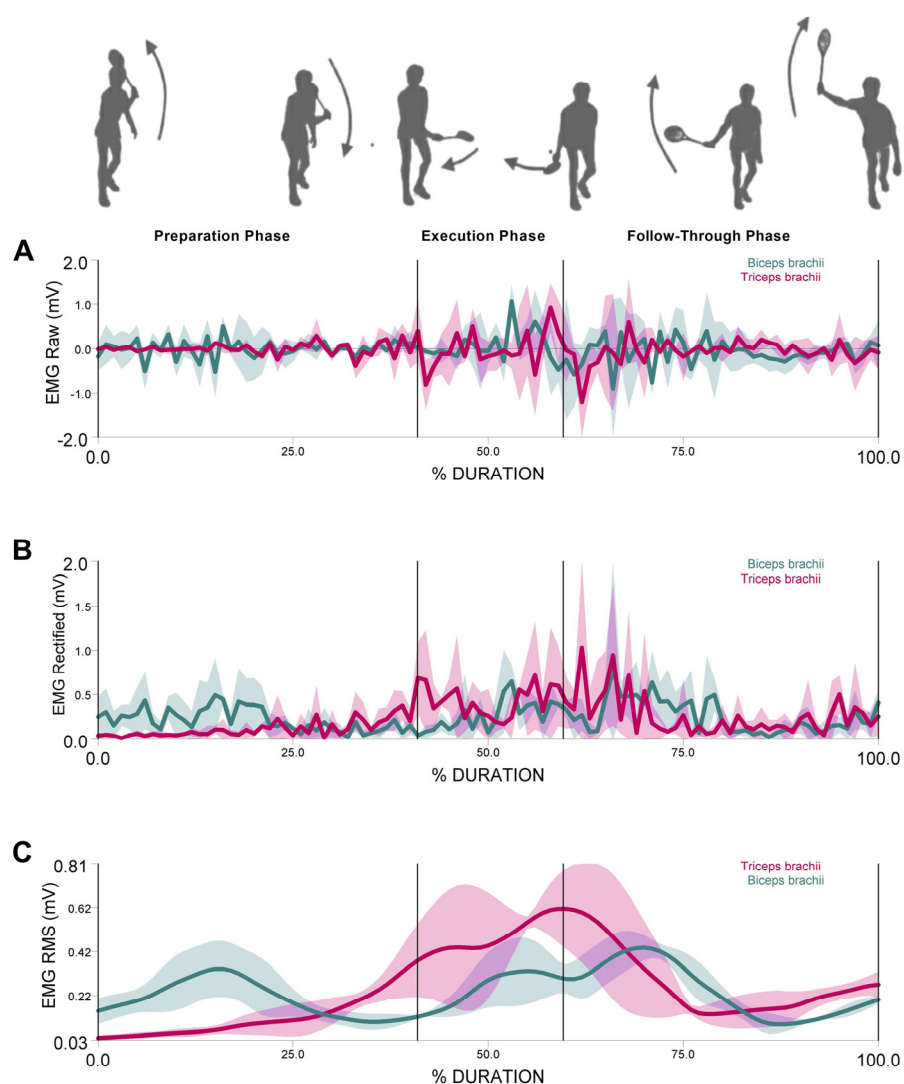 Preparation Phase Execution Phase Follow-Through Phase
A
2.0
Biceps brachii
Triceps brachii
1.0
EMG Raw (mV)
0.0
-1.0
-2.0
0.0 25.0 50.0 75.0 100.0
% DURATION
B
2.0
Biceps brachii
Triceps brachii
1.5
EMG Rectified (mV)
1.0
0.5
0.0
0.0 25.0 50.0 75.0 100.0
% DURATION
C
0.81
Triceps brachii
Biceps brachii
0.62
EMG RMS (mV)
0.42
0.22
0.03
0.0 25.0 50.0 75.0 100.0
% DURATION